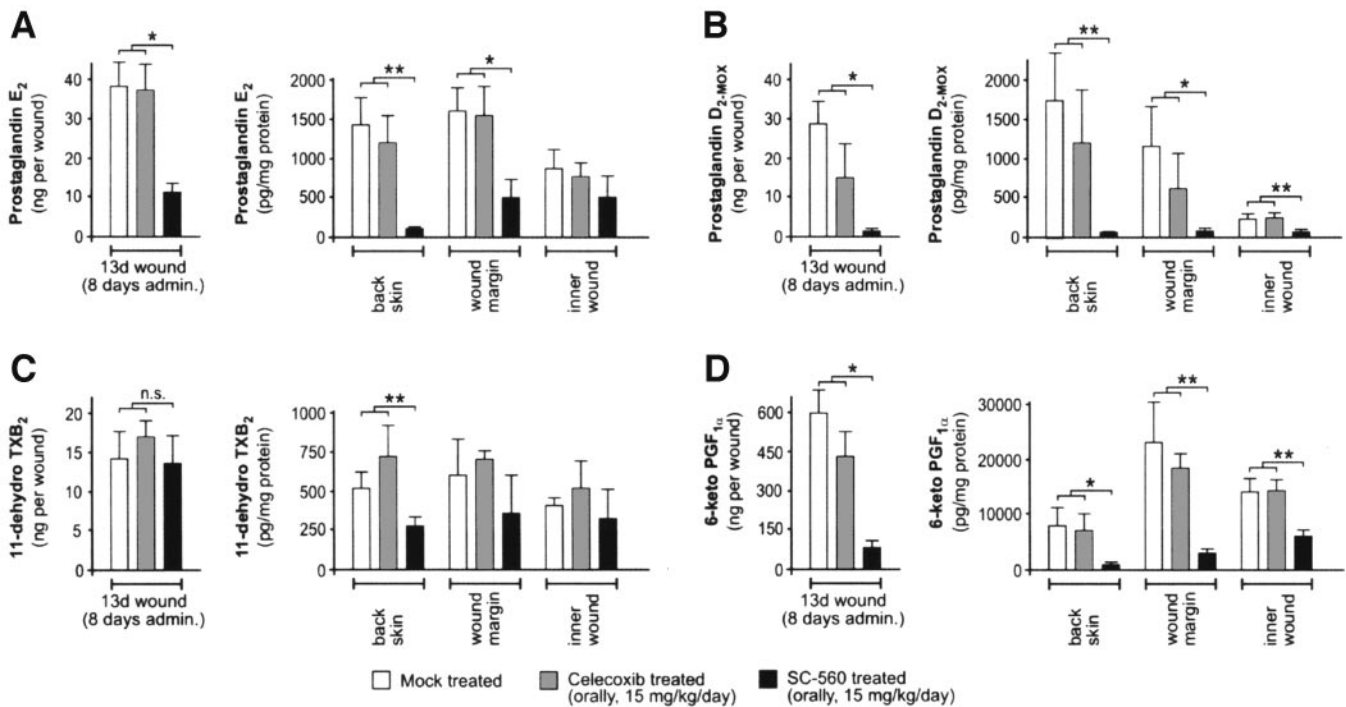 A
Prostaglandin E2
(ng per wound)
40
30
20
10
0
*
13d wound
(8 days admin.)
Prostaglandin E2
(pg/mg protein)
2000
1500
1000
500
0
**
*
back
skin
wound
margin
inner
wound
B
Prostaglandin D2-MOX
(ng per wound)
40
30
20
10
0
*
13d wound
(8 days admin.)
Prostaglandin D2-MOX
(pg/mg protein)
2000
1500
1000
500
0
**
*
**
back
skin
wound
margin
inner
wound
C
11-dehydro TXB2
(ng per wound)
20
15
10
5
0
n.s.
13d wound
(8 days admin.)
11-dehydro TXB2
(pg/mg protein)
1000
750
500
250
0
**
back
skin
wound
margin
inner
wound
D
6-keto PGF1α
(ng per wound)
600
450
300
150
0
*
13d wound
(8 days admin.)
6-keto PGF1α
(pg/mg protein)
30000
20000
10000
0
*
**
**
back
skin
wound
margin
inner
wound
Mock treated
Celecoxib treated
(orally, 15 mg/kg/day)
SC-560 treated
(orally, 15 mg/kg/day)